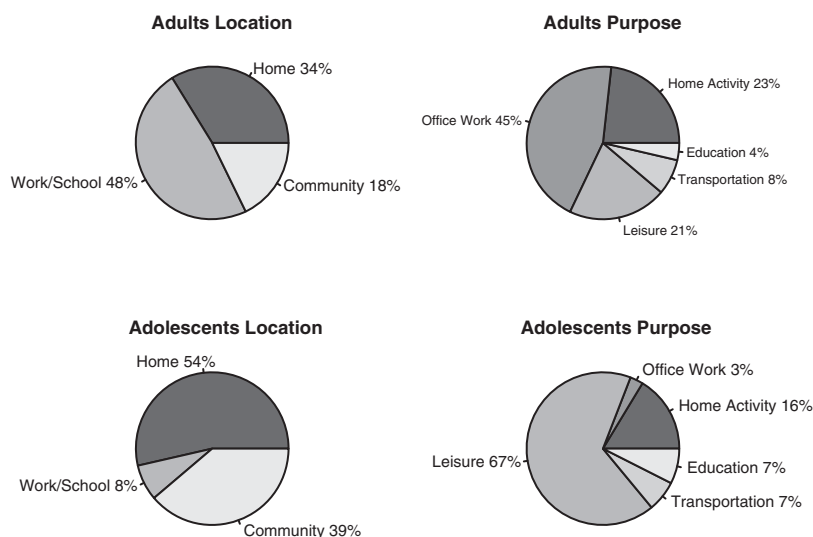 Adults Location
Home 34%
Work/School 48%
Community 18%
Adults Purpose
Home Activity 23%
Office Work 45%
Education 4%
Transportation 8%
Leisure 21%
Adolescents Location
Home 54%
Work/School 8%
Community 39%
Adolescents Purpose
Office Work 3%
Home Activity 16%
Leisure 67%
Education 7%
Transportation 7%